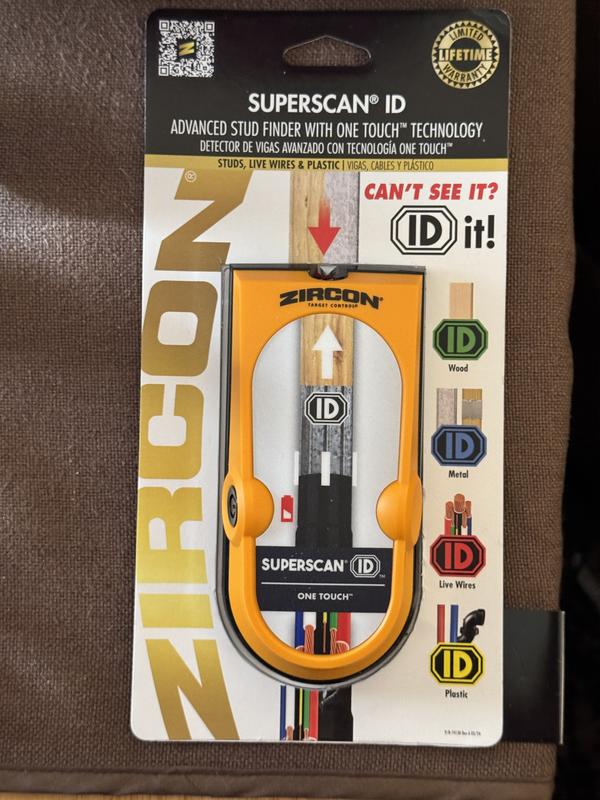 LIMITED
LIFETIME
WARRANTY
SUPERSCAN® ID
ADVANCED STUD FINDER WITH ONE TOUCH™ TECHNOLOGY
DETECTOR DE VIGAS AVANZADO CON TECNOLOGÍA ONE TOUCH™
STUDS, LIVE WIRES & PLASTIC | VIGAS, CABLES Y PLÁSTICO
ZIRCON®
CAN'T SEE IT?
ID it!
ZIRCON®
TARGET CONTROL®
ID
SUPERSCAN® ID™
ONE TOUCH™
ID
Wood
ID
Metal
ID
Live Wires
ID
Plastic